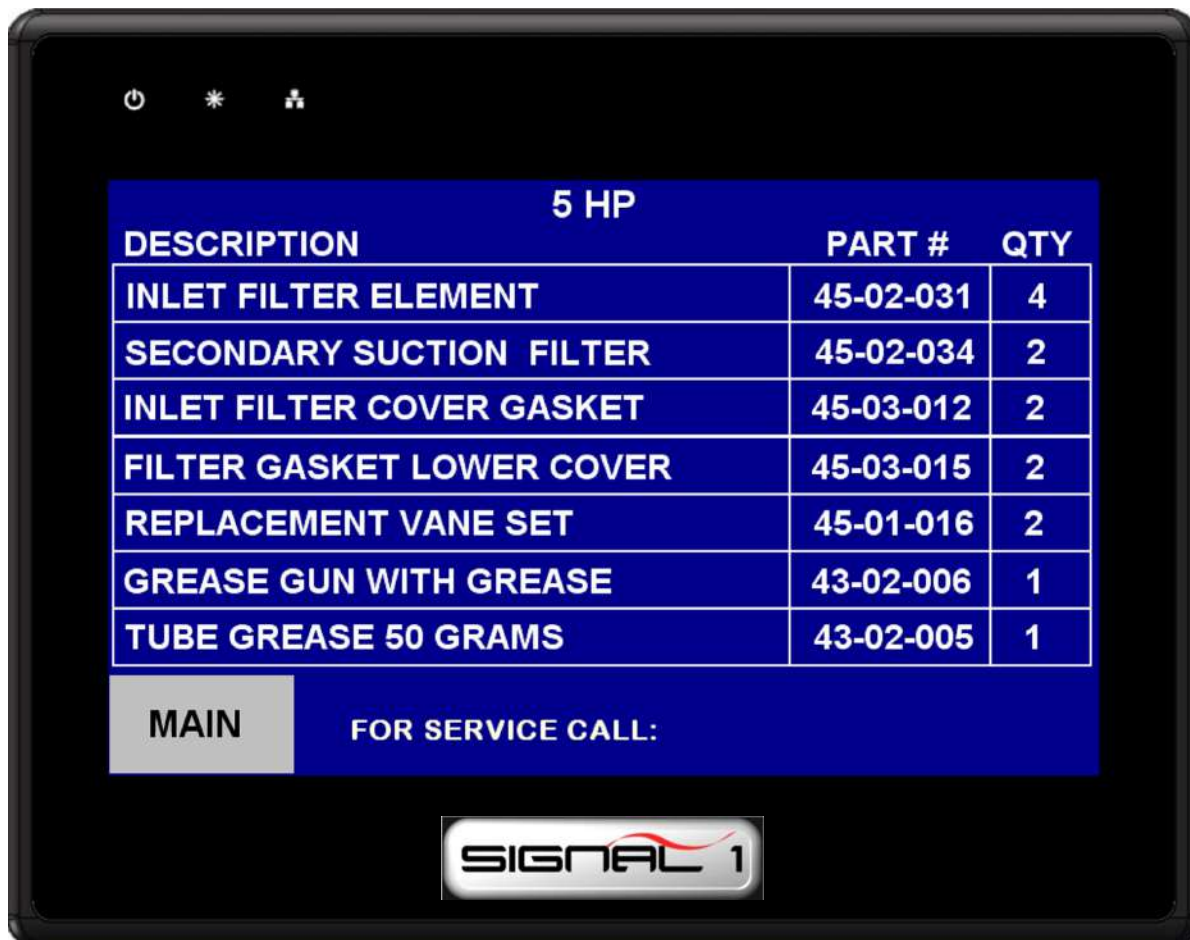 5 HP
DESCRIPTION PART # QTY
INLET FILTER ELEMENT 45-02-031 4
SECONDARY SUCTION FILTER 45-02-034 2
INLET FILTER COVER GASKET 45-03-012 2
FILTER GASKET LOWER COVER 45-03-015 2
REPLACEMENT VANE SET 45-01-016 2
GREASE GUN WITH GREASE 43-02-006 1
TUBE GREASE 50 GRAMS 43-02-005 1
MAIN FOR SERVICE CALL:
SIGNAL 1